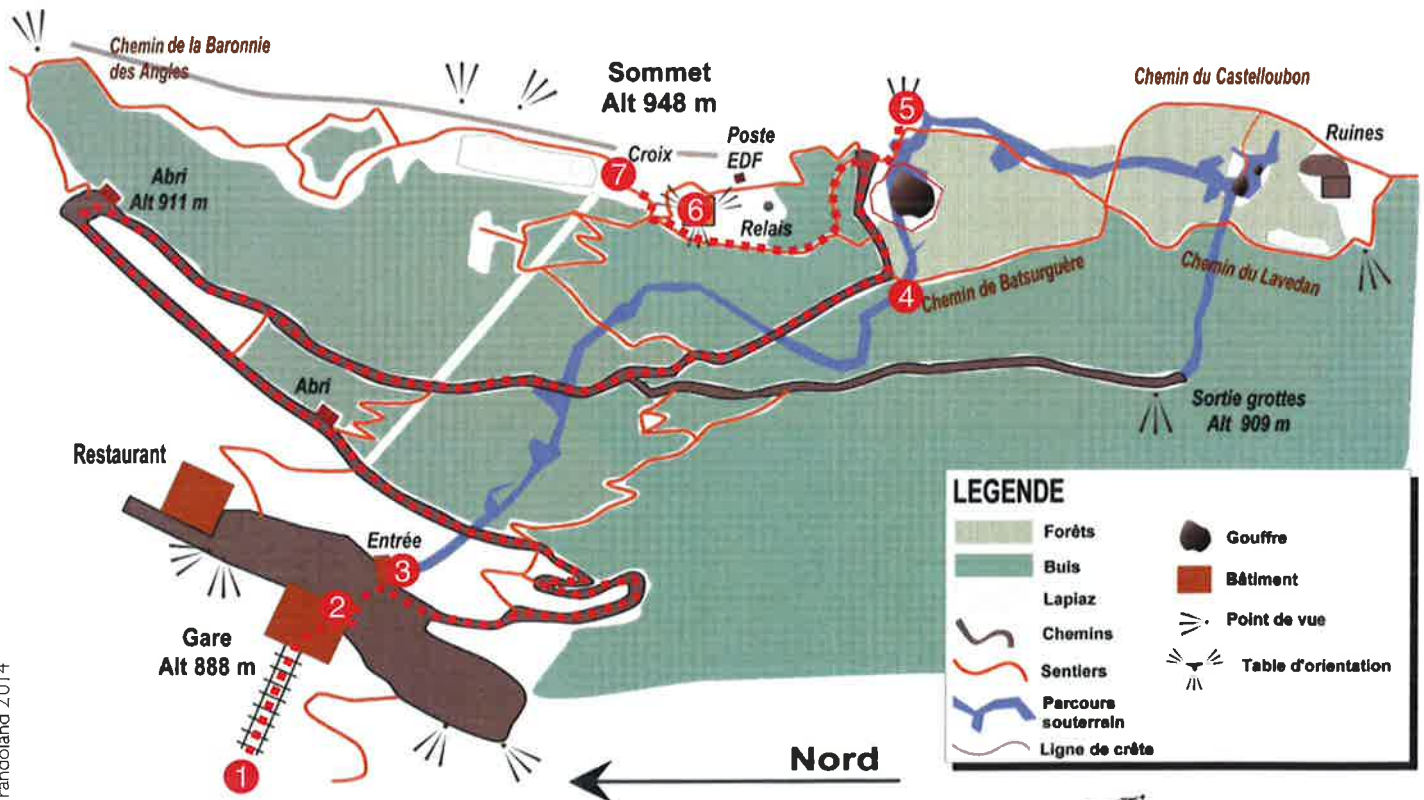 Chemin de la Baronnie
des Angles
Sommet
Alt 948 m
Poste
EDF
Croix
Relais
5
Chemin du Castelloubon
Ruines
7
6
Abri
Alt 911 m
4
Chemin de Batsurguère
Chemin du Lavedan
Abri
Sortie grottes
Alt 909 m
Restaurant
Entrée
3
2
Gare
Alt 888 m
1
Nord
randoland 2014
LEGENDE
Forêts
Buis
Lapiaz
Chemins
Sentiers
Parcours
souterrain
Ligne de crête
Gouffre
Bâtiment
Point de vue
Table d'orientation